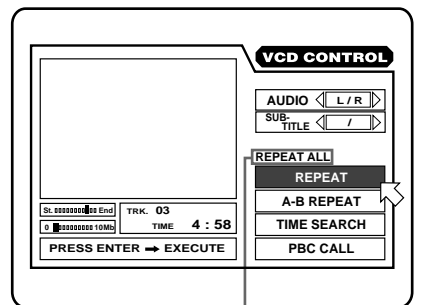 VCD CONTROL
AUDIO L / R
SUB-TITLE /
REPEAT ALL
REPEAT
A-B REPEAT
TIME SEARCH
PBC CALL
St. End
0 10Mb
TRK. 03
TIME 4 : 58
PRESS ENTER ➞ EXECUTE